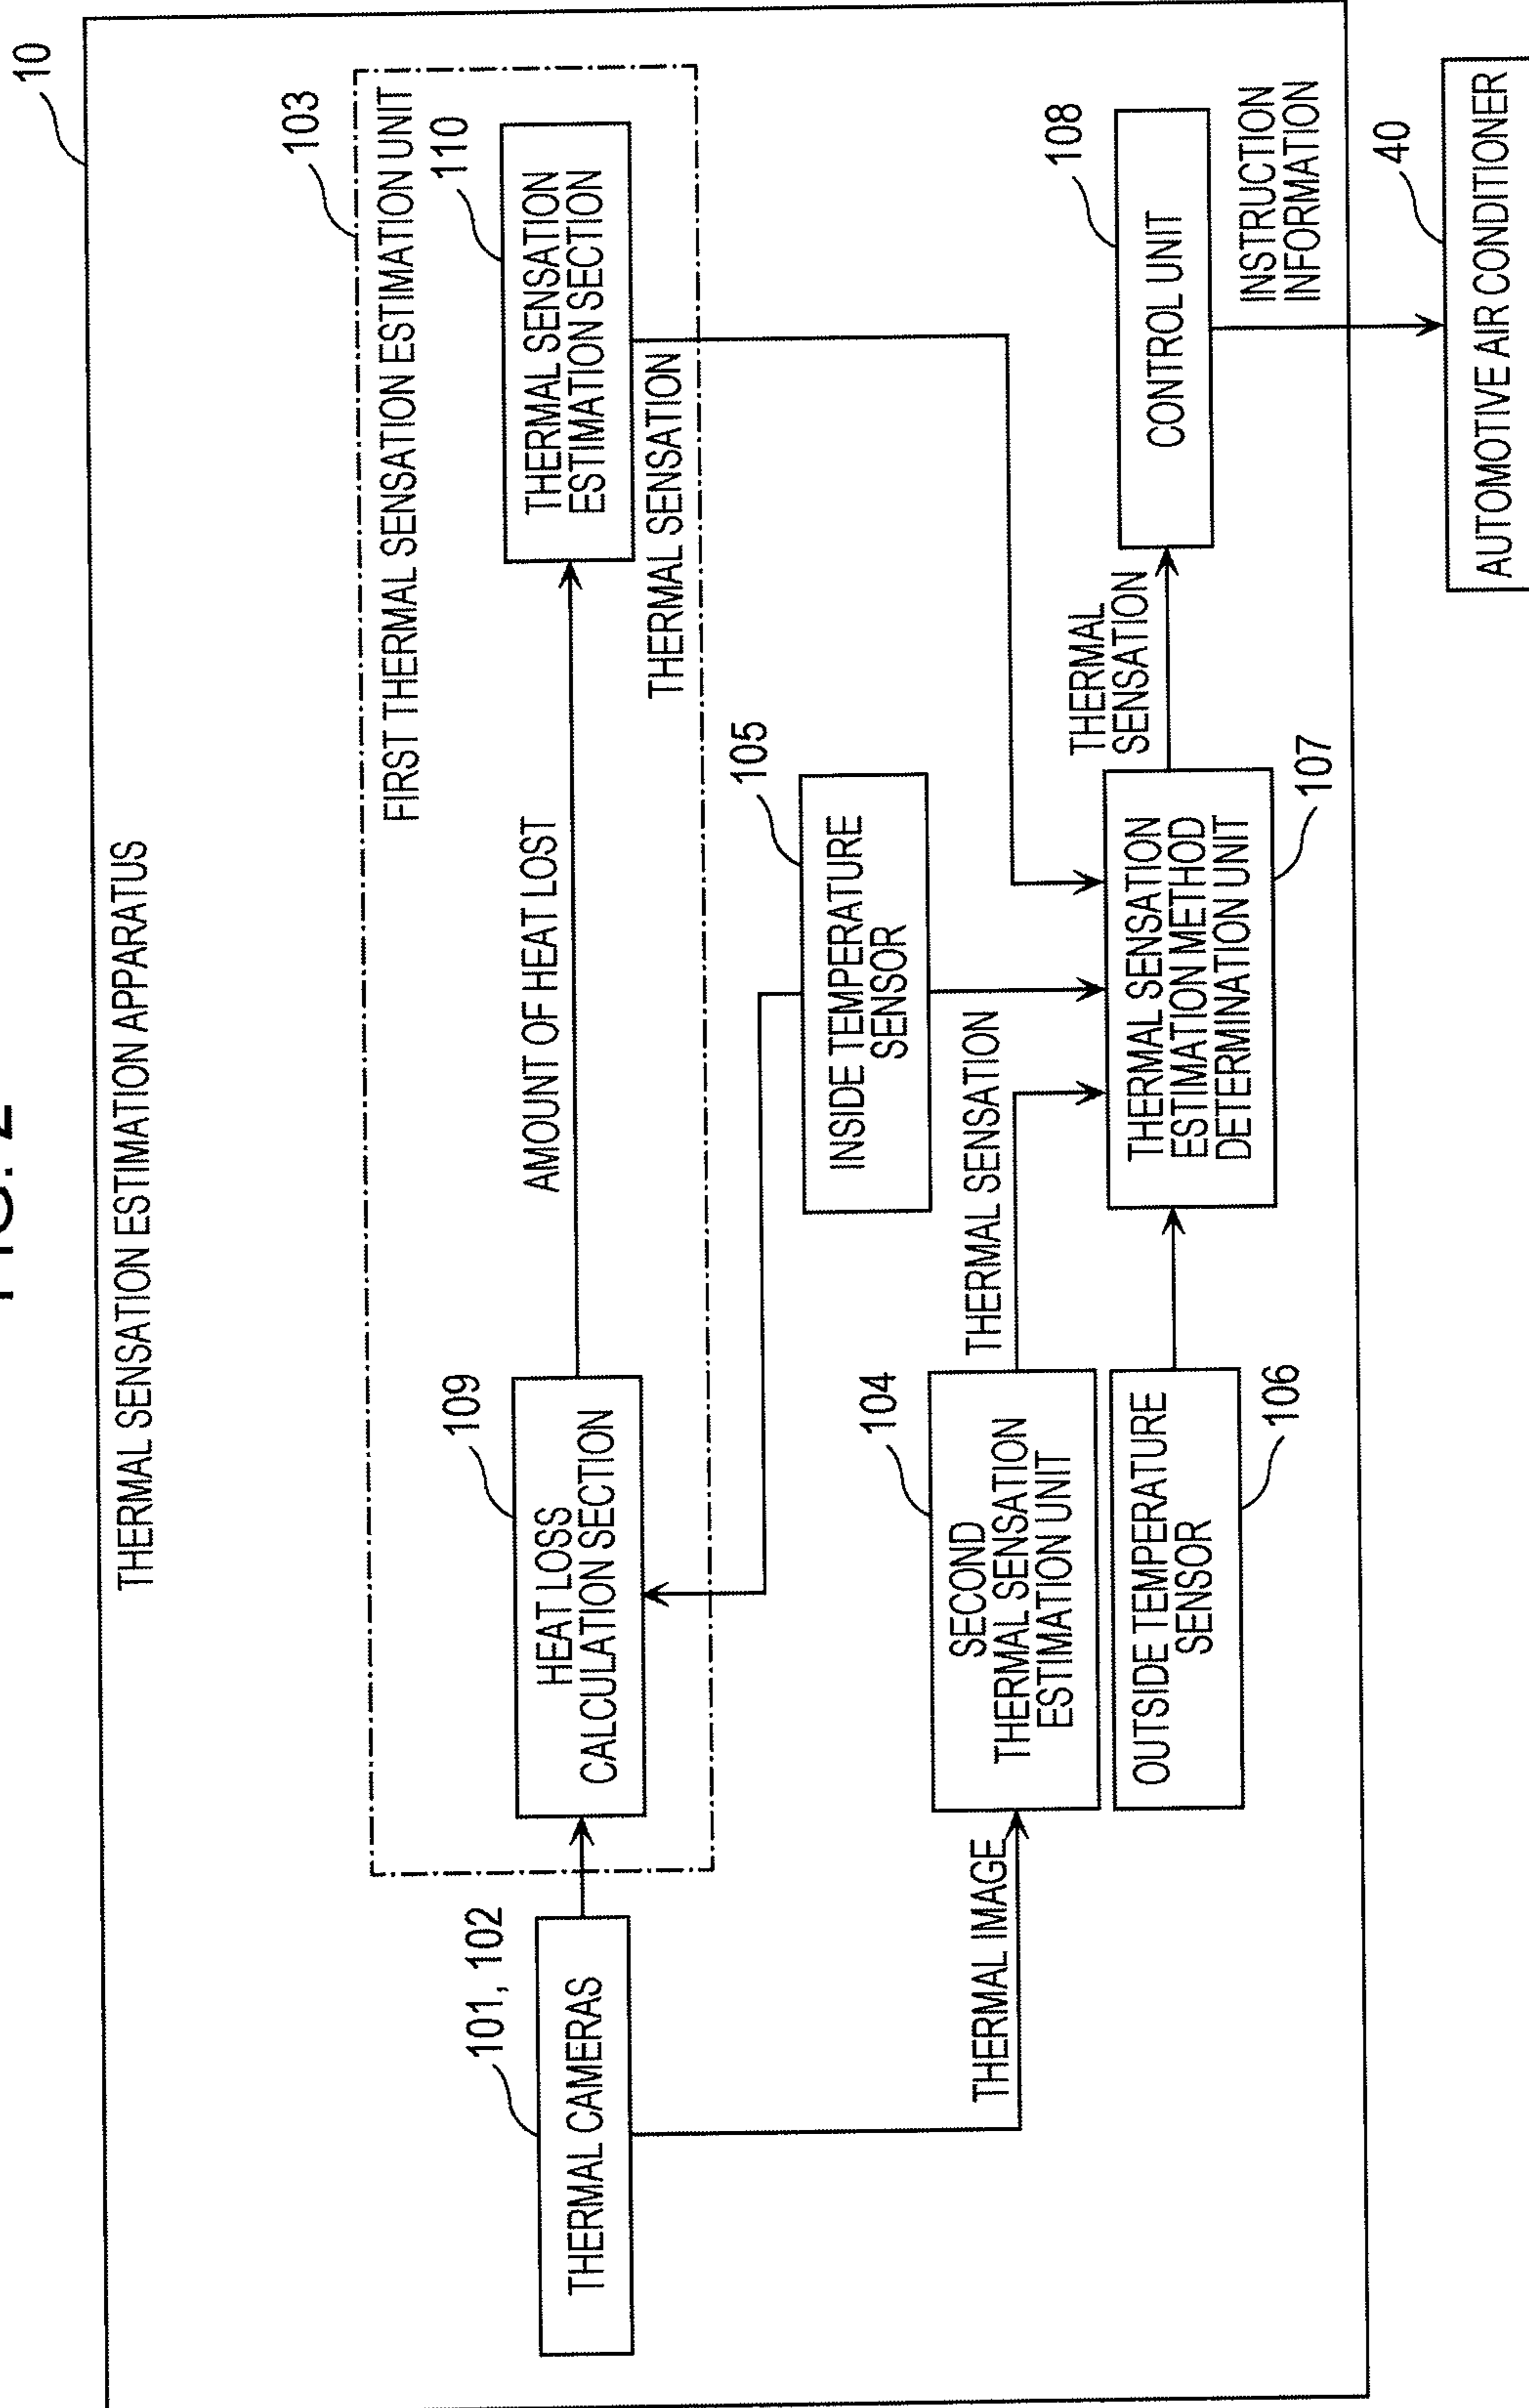 FIG. 2
THERMAL SENSATION ESTIMATION APPARATUS
10
103
FIRST THERMAL SENSATION ESTIMATION UNIT
101, 102
THERMAL CAMERAS
109
HEAT LOSS
CALCULATION SECTION
AMOUNT OF HEAT LOST
110
THERMAL SENSATION
ESTIMATION SECTION
THERMAL SENSATION
105
INSIDE TEMPERATURE
SENSOR
THERMAL IMAGE
104
SECOND
THERMAL SENSATION
ESTIMATION UNIT
THERMAL SENSATION
OUTSIDE TEMPERATURE
SENSOR
106
THERMAL SENSATION
ESTIMATION METHOD
DETERMINATION UNIT
107
THERMAL
SENSATION
108
CONTROL UNIT
INSTRUCTION
INFORMATION
40
AUTOMOTIVE AIR CONDITIONER